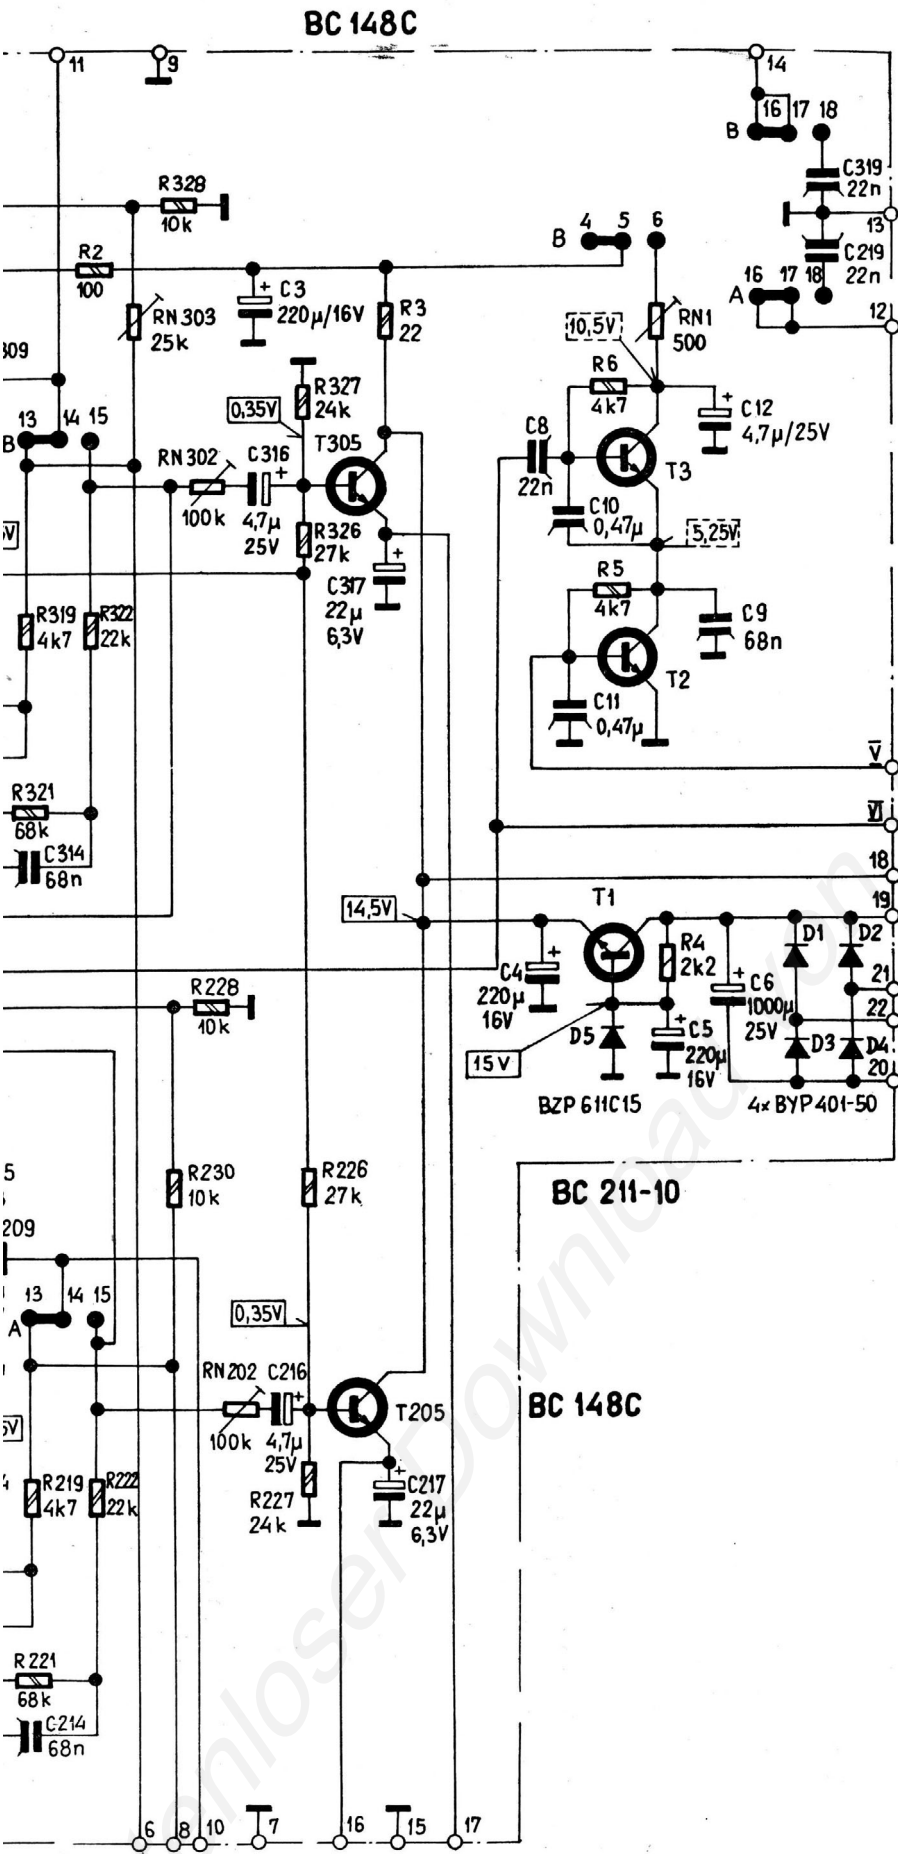 BC 148C
11
9
14
16 17 18
B
C319
22n
13
C219
22n
16 17 18
A
12
R328
10k
R2
100
C3
220µ/16V
R3
22
4 5 6
B
RN303
25k
RN1
500
10,5V
309
R327
24k
0,35V
R6
4k7
C12
4,7µ/25V
13 14 15
B
RN302
100k
C316
4,7µ
25V
T305
C8
22n
T3
C10
0,47µ
5,25V
R326
27k
C317
22µ
6,3V
R5
4k7
C9
68n
R319
4k7
R322
22k
T2
C11
0,47µ
V
VI
R321
68k
C314
68n
18
19
14,5V
T1
R4
2k2
D1
D2
C4
220µ
16V
C6
1000µ
25V
21
22
D5
C5
220µ
16V
D3
D4
20
15V
BZP 611C15
4x BYP 401-50
R228
10k
R230
10k
R226
27k
BC 211-10
5
209
13 14 15
A
0,35V
RN202
100k
C216
4,7µ
25V
T205
BC 148C
R219
4k7
R222
22k
R227
24k
C217
22µ
6,3V
R221
68k
C214
68n
6
8
10
7
16
15
17
enloser Download von